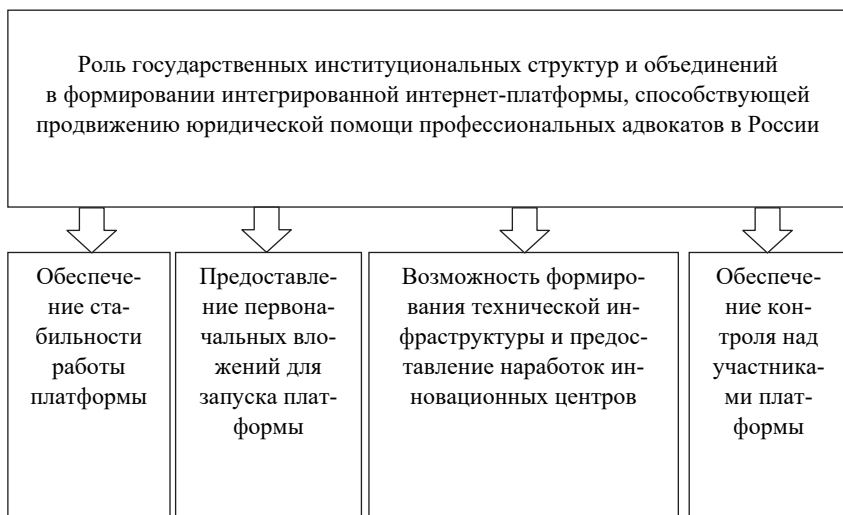 Роль государственных институциональных структур и объединений
в формировании интегрированной интернет-платформы, способствующей
продвижению юридической помощи профессиональных адвокатов в России
Обеспече-
ние ста-
бильности
работы
платформы
Предоставле-
ние первона-
чальных вло-
жений для
запуска плат-
формы
Возможность формиро-
вания технической ин-
фраструктуры и предос-
тавление наработок ин-
новационных центров
Обеспече-
ние кон-
троля над
участника-
ми плат-
формы